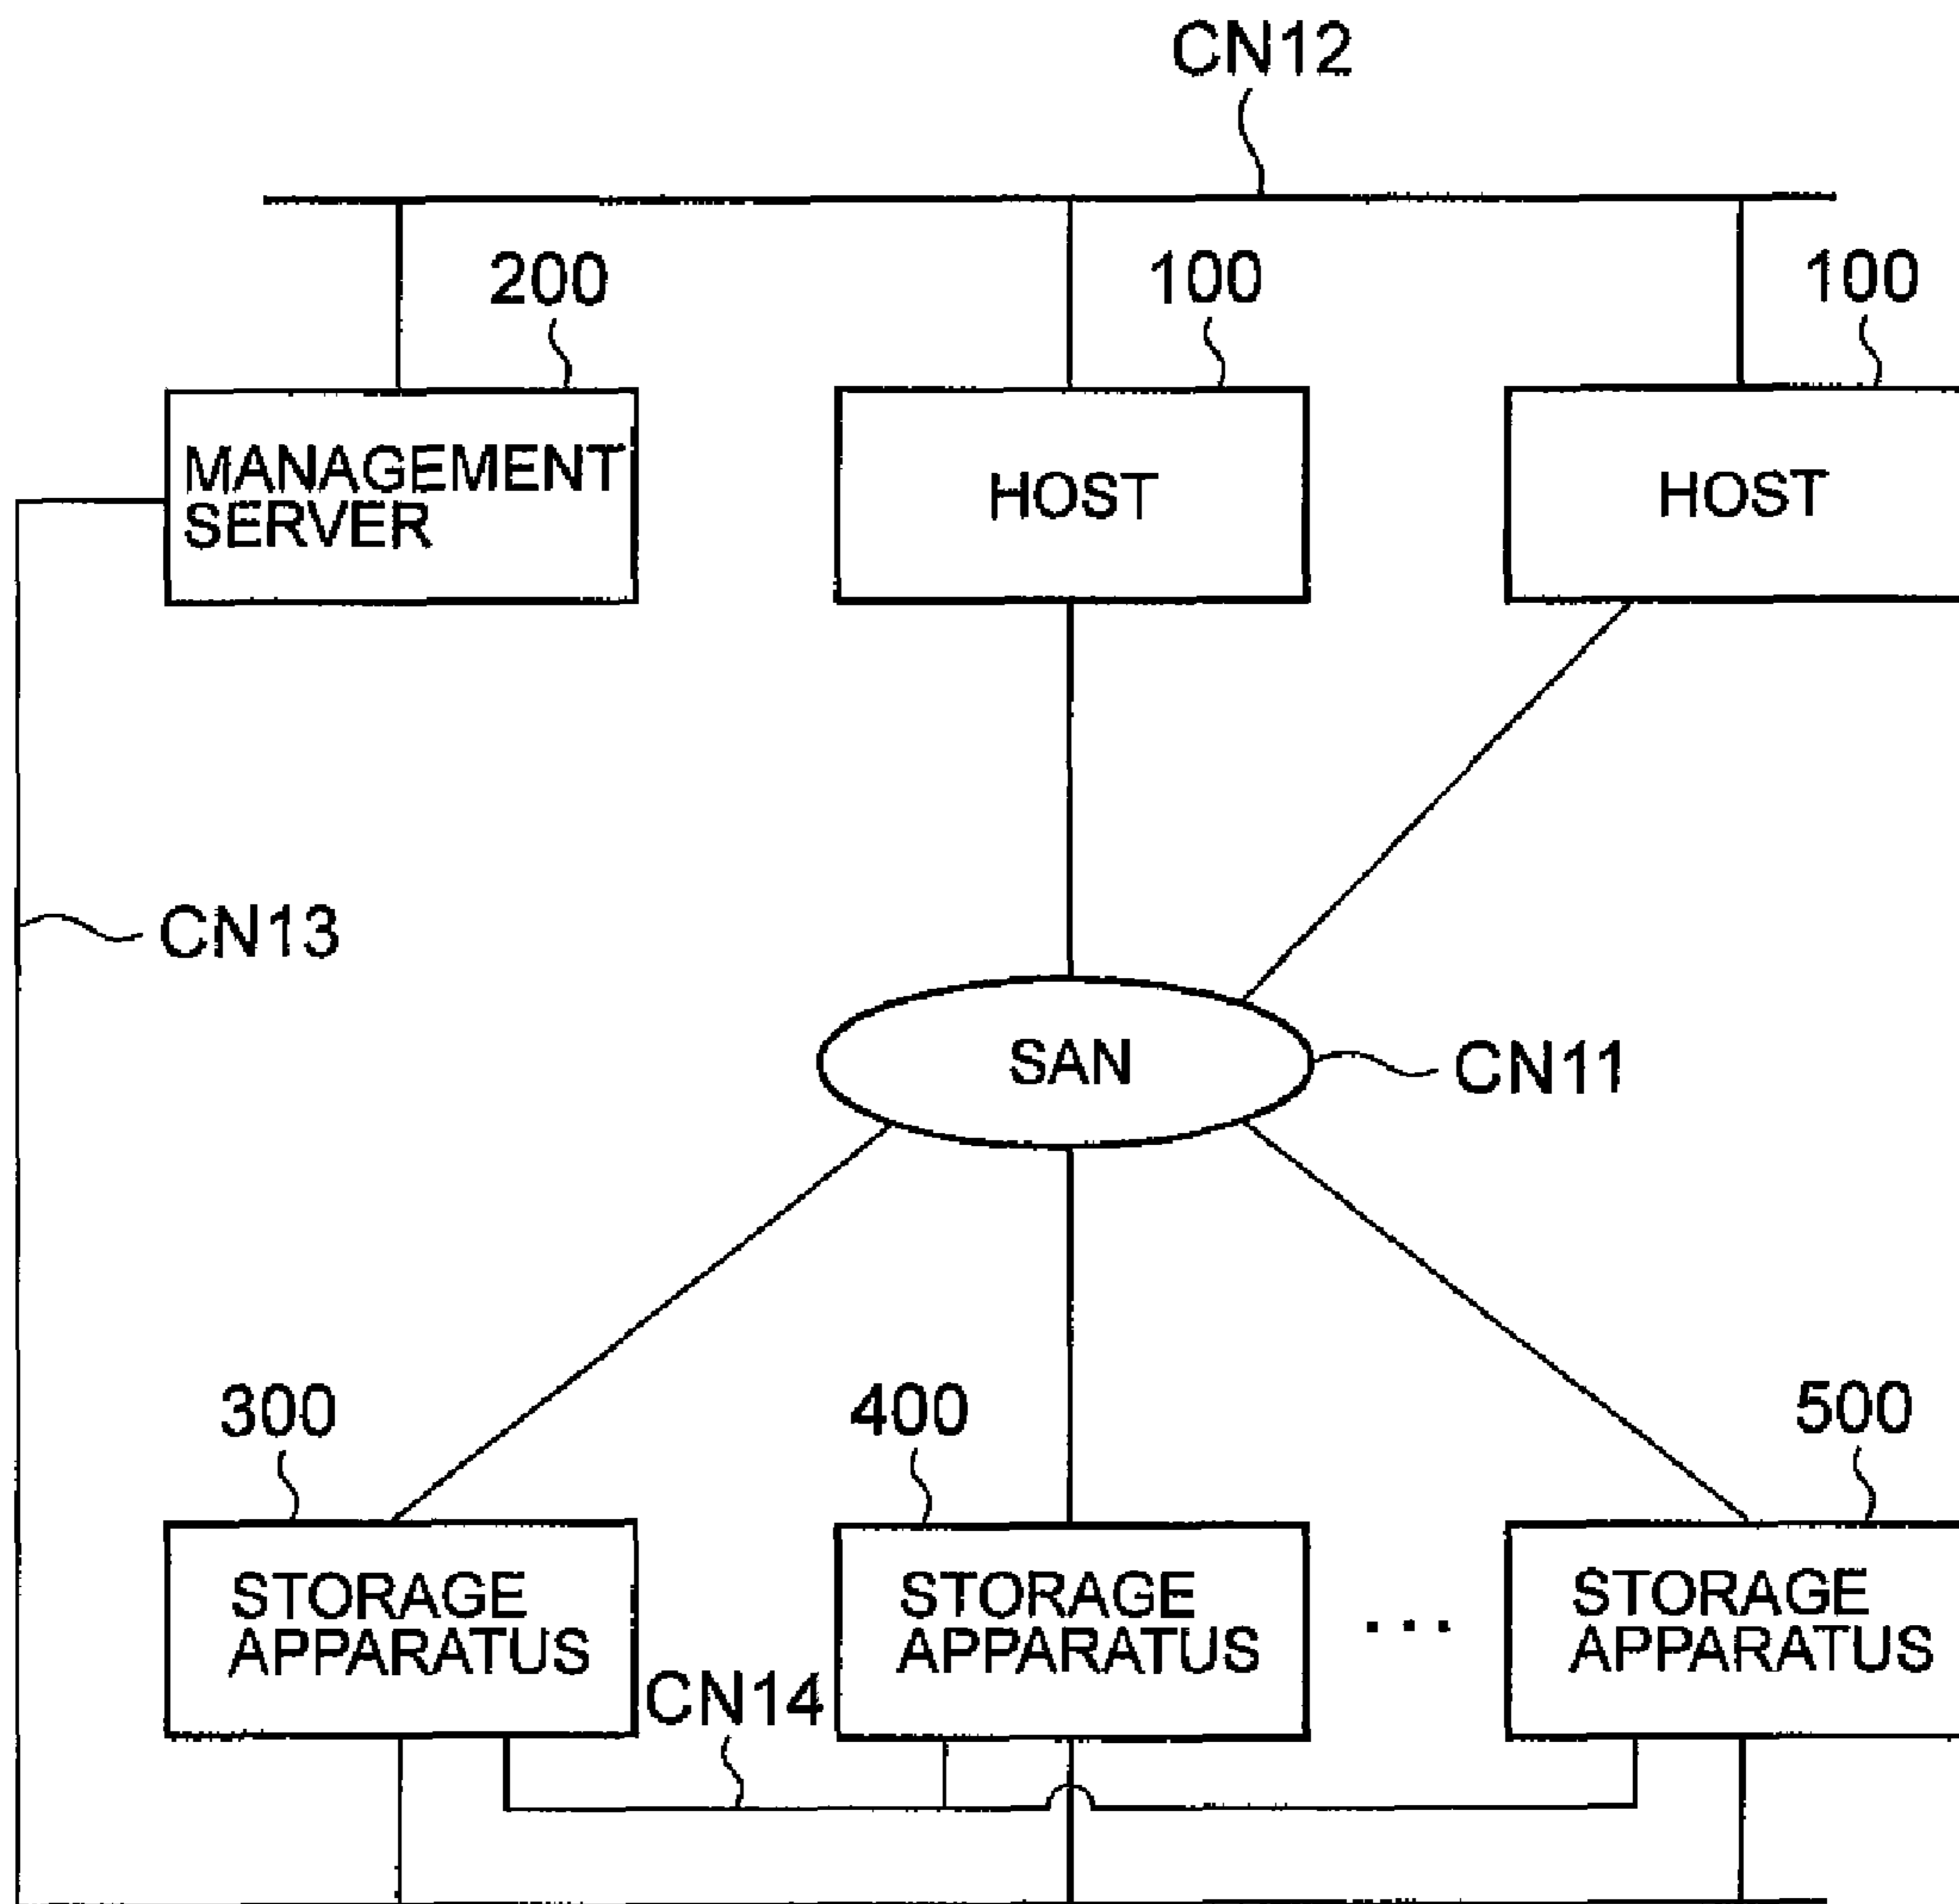 CN12
200
100
100
MANAGEMENT
SERVER
HOST
HOST
CN13
SAN
CN11
300
400
500
STORAGE
APPARATUS
STORAGE
APPARATUS
...
STORAGE
APPARATUS
CN14